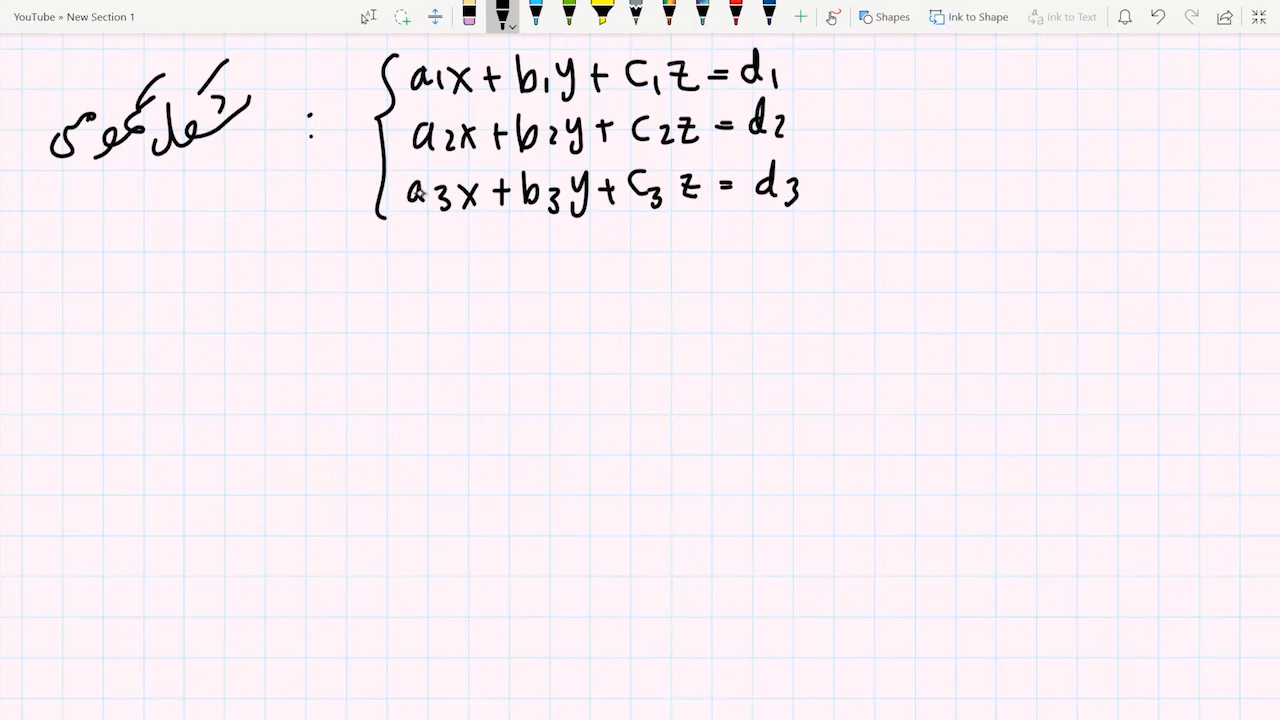 YouTube » New Section 1
Shapes Ink to Shape Ink to Text
شکل عمومی :
a₁x + b₁y + c₁z = d₁
a₂x + b₂y + c₂z = d₂
a₃x + b₃y + c₃z = d₃